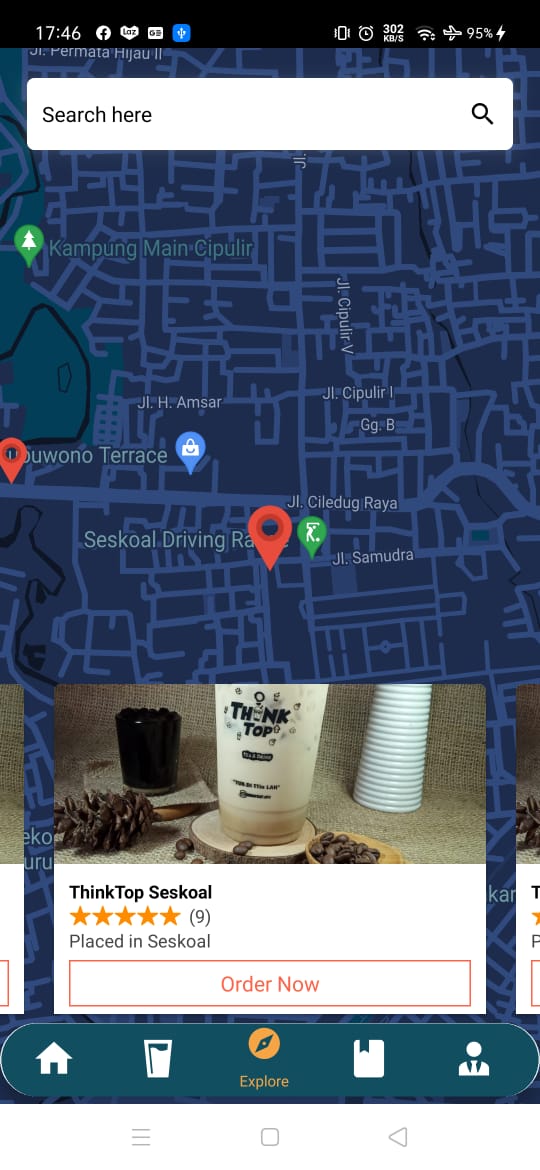 17:46
302
KB/S
95%
Jl. Permata Hijau II
Search here
Jl.
Kampung Main Cipulir
Jl. Cipulir V
Jl. H. Amsar
Jl. Cipulir I
Gg. B
buwono Terrace
Jl. Ciledug Raya
Seskoal Driving Ra
Jl. Samudra
THINK
TOP
ThinkTop Seskoal
(9)
Placed in Seskoal
Order Now
Explore